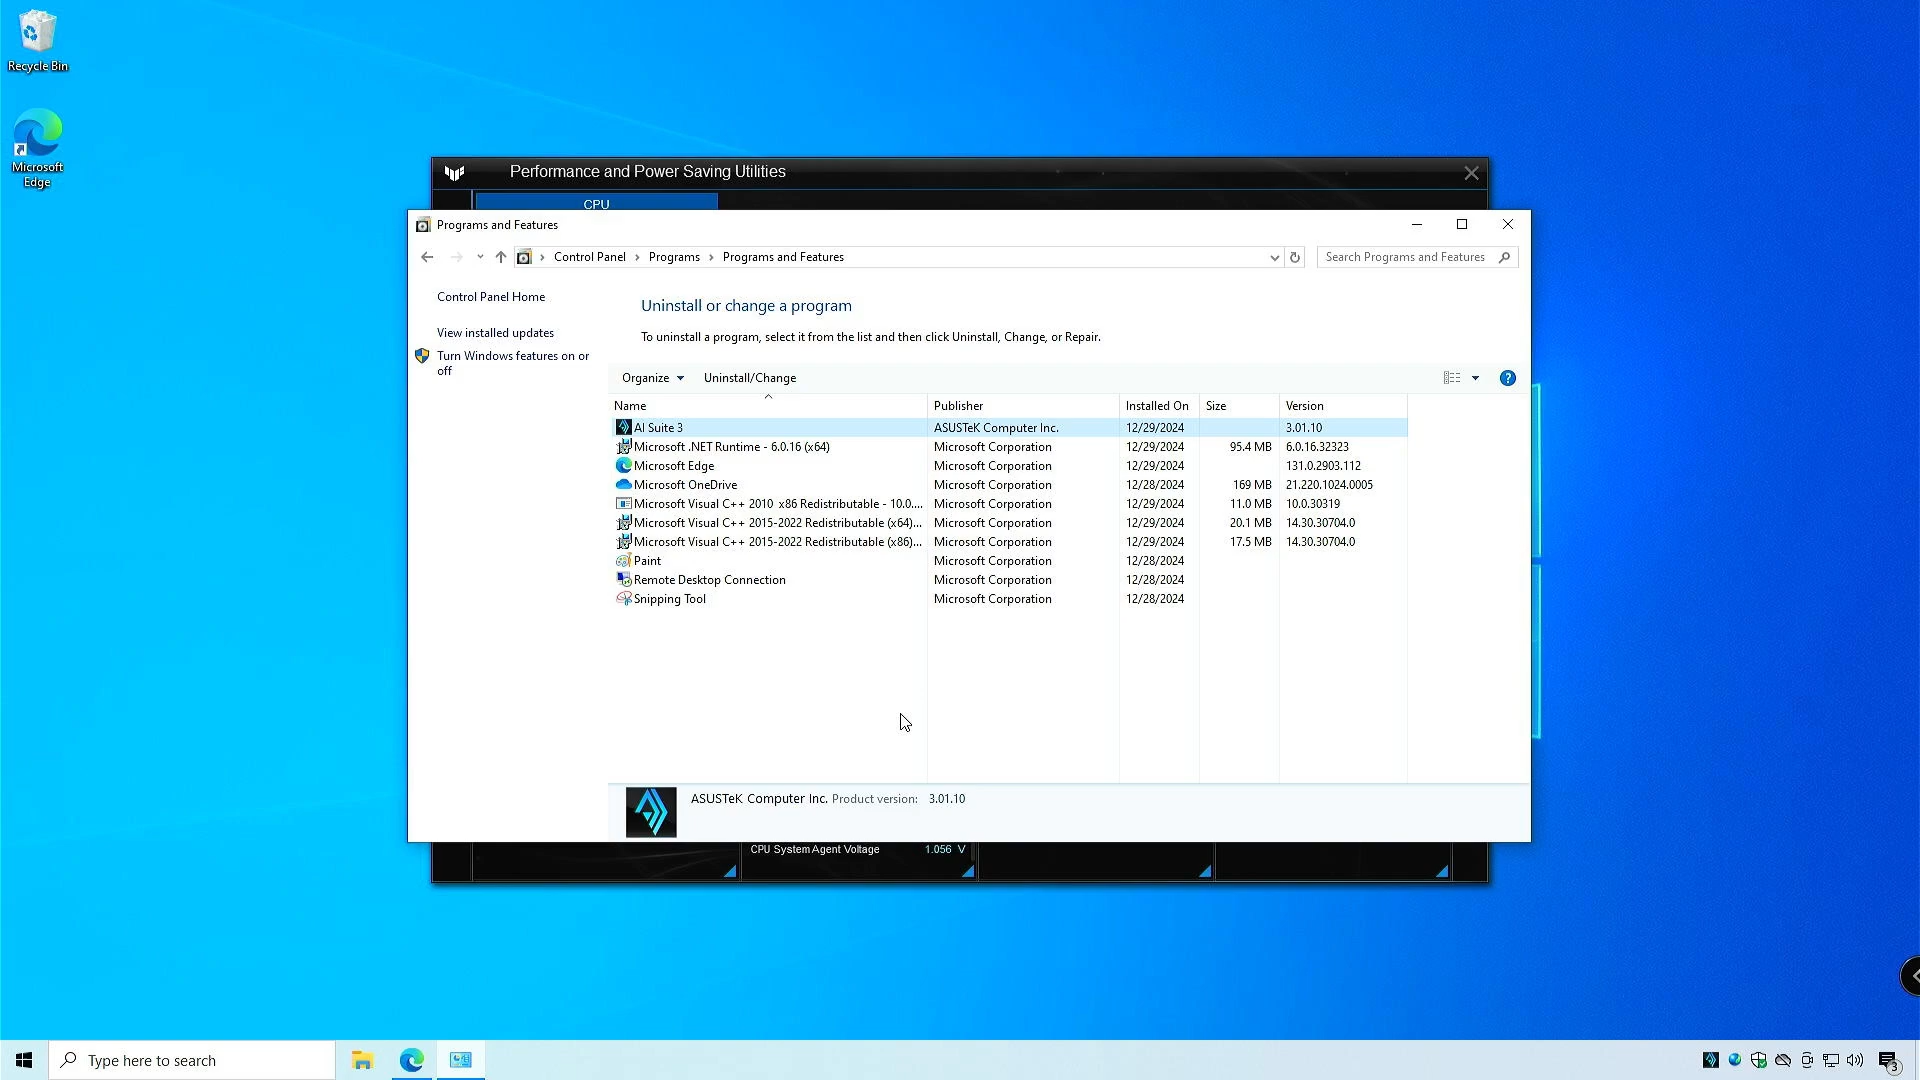 Recycle Bin
Microsoft
Edge
Performance and Power Saving Utilities
CPU
Programs and Features
Control Panel
Programs
Programs and Features
Search Programs and Features
Control Panel Home
View installed updates
Turn Windows features on or
off
Uninstall or change a program
To uninstall a program, select it from the list and then click Uninstall, Change, or Repair.
Organize Uninstall/Change
Name Publisher Installed On Size Version
AI Suite 3 ASUSTeK Computer Inc. 12/29/2024 3.01.10
Microsoft .NET Runtime - 6.0.16 (x64) Microsoft Corporation 12/29/2024 95.4 MB 6.0.16.32323
Microsoft Edge Microsoft Corporation 12/29/2024 131.0.2903.112
Microsoft OneDrive Microsoft Corporation 12/28/2024 169 MB 21.220.1024.0005
Microsoft Visual C++ 2010 x86 Redistributable - 10.0.... Microsoft Corporation 12/29/2024 11.0 MB 10.0.30319
Microsoft Visual C++ 2015-2022 Redistributable (x64)... Microsoft Corporation 12/29/2024 20.1 MB 14.30.30704.0
Microsoft Visual C++ 2015-2022 Redistributable (x86)... Microsoft Corporation 12/29/2024 17.5 MB 14.30.30704.0
Paint Microsoft Corporation 12/28/2024
Remote Desktop Connection Microsoft Corporation 12/28/2024
Snipping Tool Microsoft Corporation 12/28/2024
ASUSTeK Computer Inc. Product version: 3.01.10
CPU System Agent Voltage 1.056 V
Type here to search
3